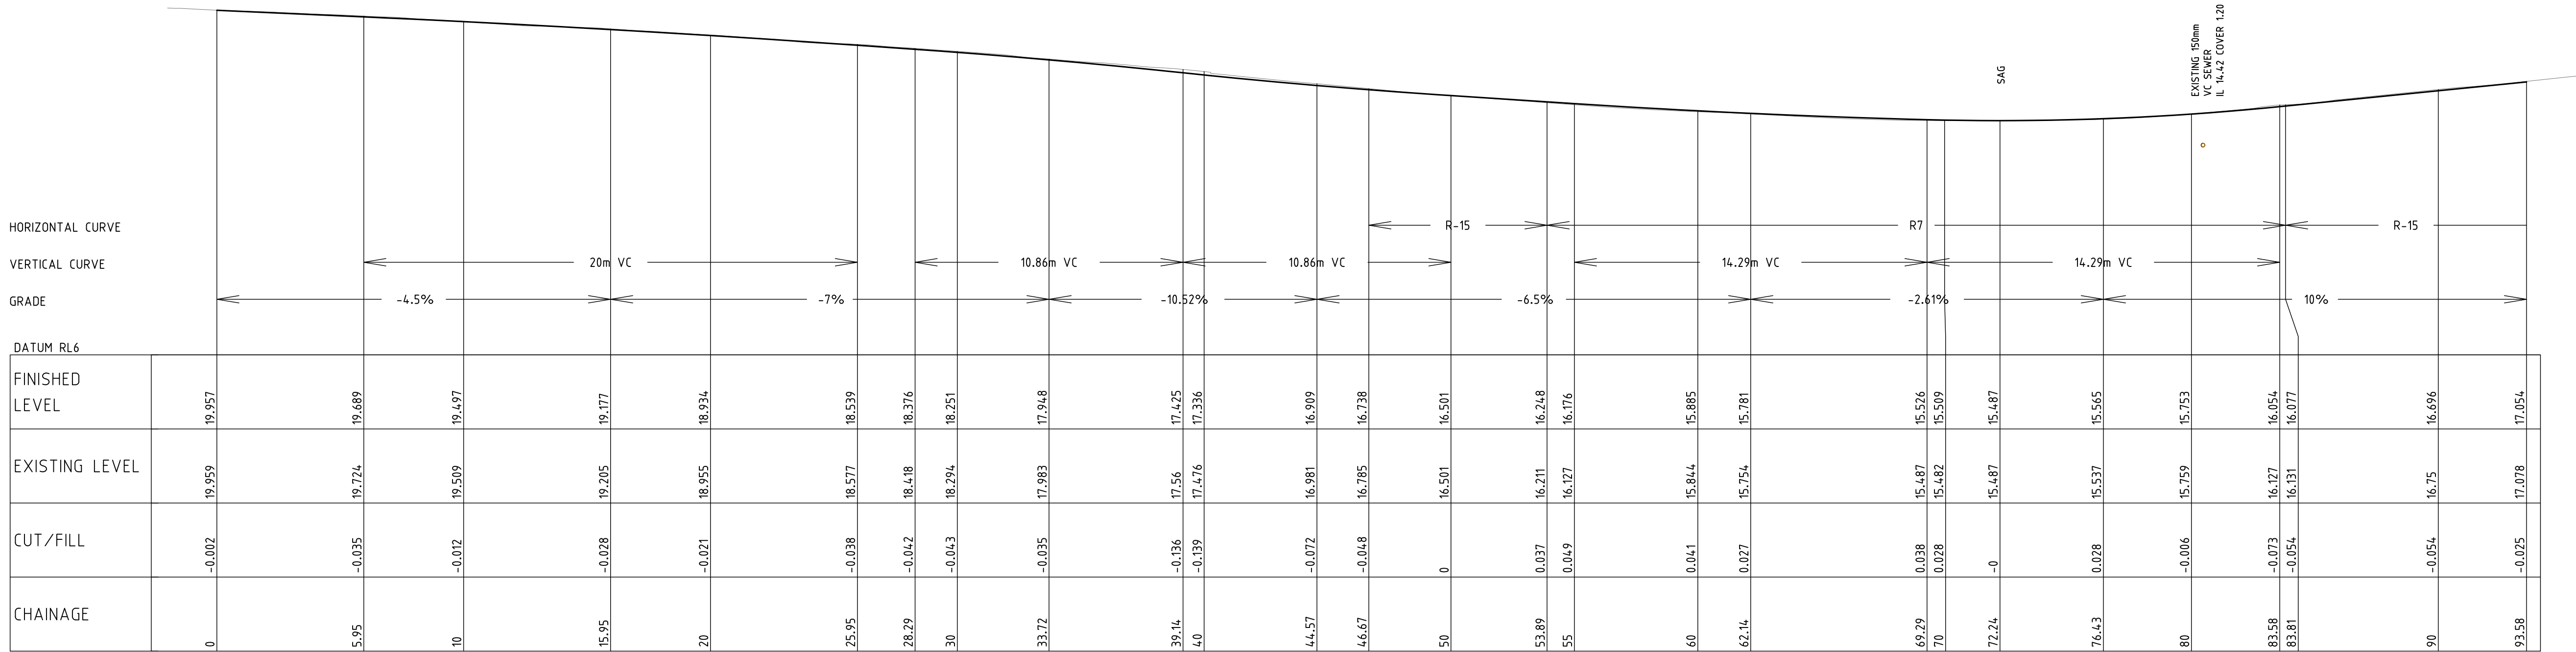 SAG
EXISTING 150mm
VC SEWER
IL 14.42 COVER 1.20
HORIZONTAL CURVE R-15 R7 R-15
VERTICAL CURVE 20m VC 10.86m VC 10.86m VC 14.29m VC 14.29m VC
GRADE -4.5% -7% -10.52% -6.5% -2.61% 10%
DATUM RL6
FINISHED
LEVEL 19.957 19.689 19.497 19.177 18.934 18.539 18.376 18.251 17.948 17.425 17.336 16.909 16.738 16.501 16.248 16.176 15.885 15.781 15.526 15.509 15.487 15.565 15.753 16.054 16.077 16.696 17.054
EXISTING LEVEL 19.959 19.724 19.509 19.205 18.955 18.577 18.418 18.294 17.983 17.56 17.476 16.981 16.785 16.501 16.211 16.127 15.844 15.754 15.487 15.482 15.487 15.537 15.759 16.127 16.131 16.75 17.078
CUT/FILL -0.002 -0.035 -0.012 -0.028 -0.021 -0.038 -0.042 -0.043 -0.035 -0.136 -0.139 -0.072 -0.048 0 0.037 0.049 0.041 0.027 0.038 0.028 -0 0.028 -0.006 -0.073 -0.054 -0.054 -0.025
CHAINAGE 0 5.95 10 15.95 20 25.95 28.29 30 33.72 39.14 40 44.57 46.67 50 53.89 55 60 62.14 69.29 70 72.24 76.43 80 83.58 83.81 90 93.58